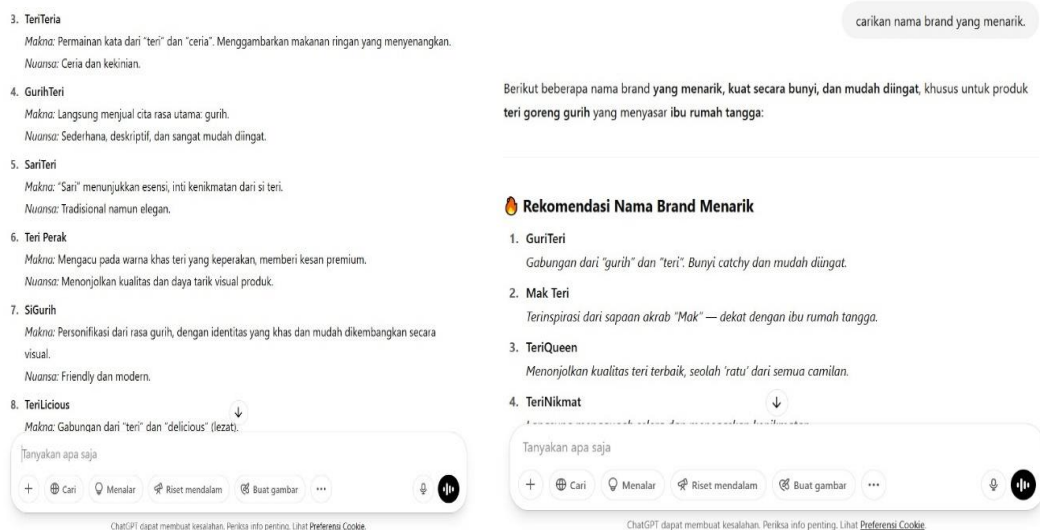 3. TeriTeria
Makna: Permainan kata dari "teri" dan "ceria". Menggambarkan makanan ringan yang menyenangkan.
Nuansa: Ceria dan kekinian.
4. GurihTeri
Makna: Langsung menjual cita rasa utama: gurih.
Nuansa: Sederhana, deskriptif, dan sangat mudah diingat.
5. SariTeri
Makna: "Sari" menunjukkan esensi, inti kenikmatan dari si teri.
Nuansa: Tradisional namun elegan.
6. Teri Perak
Makna: Mengacu pada warna khas teri yang keperakan, memberi kesan premium.
Nuansa: Menonjolkan kualitas dan daya tarik visual produk.
7. SiGurih
Makna: Personifikasi dari rasa gurih, dengan identitas yang khas dan mudah dikembangkan secara
visual.
Nuansa: Friendly dan modern.
8. TeriLicious
Makna: Gabungan dari "teri" dan "delicious" (lezat).
Tanyakan apa saja
Cari Menalar Riset mendalam Buat gambar
ChatGPT dapat membuat kesalahan. Periksa info penting. Lihat Preferensi Cookie.
carikan nama brand yang menarik.
Berikut beberapa nama brand yang menarik, kuat secara bunyi, dan mudah diingat, khusus untuk produk
teri goreng gurih yang menyasar ibu rumah tangga:
Rekomendasi Nama Brand Menarik
1. GuriTeri
Gabungan dari "gurih" dan "teri". Bunyi catchy dan mudah diingat.
2. Mak Teri
Terinspirasi dari sapaan akrab "Mak" — dekat dengan ibu rumah tangga.
3. TeriQueen
Menonjolkan kualitas teri terbaik, seolah 'ratu' dari semua camilan.
4. TeriNikmat
Tanyakan apa saja
Cari Menalar Riset mendalam Buat gambar
ChatGPT dapat membuat kesalahan. Periksa info penting. Lihat Preferensi Cookie.